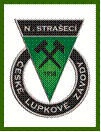 N. STRAŠECÍ
ČESKÉ LUPKOVÉ ZÁVODY